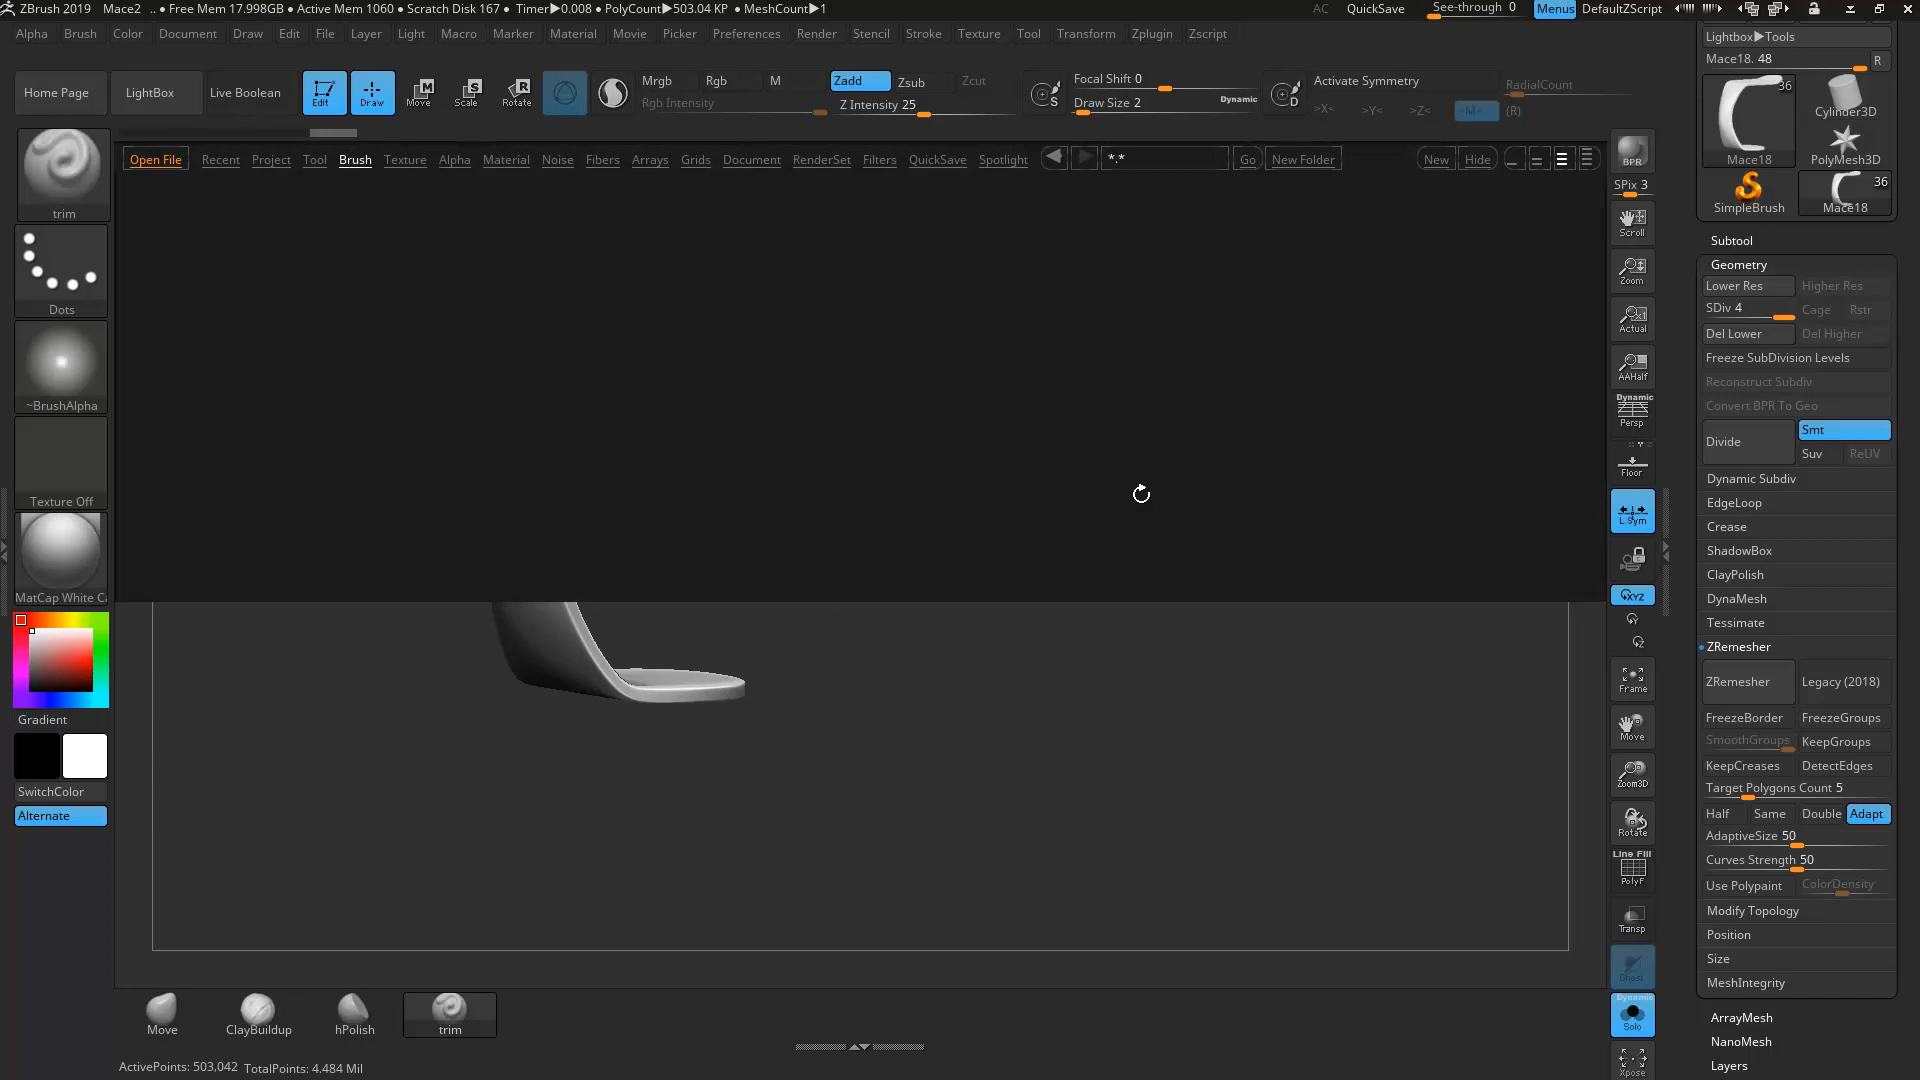 ZBrush 2019 Mace2 .. • Free Mem 17.998GB • Active Mem 1060 • Scratch Disk 167 • Timer▶0.008 • PolyCount▶503.04 KP • MeshCount▶1 AC QuickSave See-through 0 Menus DefaultZScript
Alpha Brush Color Document Draw Edit File Layer Light Macro Marker Material Movie Picker Preferences Render Stencil Stroke Texture Tool Transform Zplugin Zscript
Home Page LightBox Live Boolean Edit Draw Move Scale Rotate
Mrgb Rgb M Zadd Zsub Zcut
Rgb Intensity Z Intensity 25
S Focal Shift 0
Draw Size 2 Dynamic
D Activate Symmetry RadialCount
>X< >Y< >Z< >M< (R)
Open File Recent Project Tool Brush Texture Alpha Material Noise Fibers Arrays Grids Document RenderSet Filters QuickSave Spotlight *.* Go New Folder New Hide
trim
Dots
~BrushAlpha
Texture Off
MatCap White Ca
Gradient
SwitchColor
Alternate
BPR
SPix 3
Scroll
Zoom
Actual
AAHalf
Dynamic
Persp
Floor
L.Sym
XYZ
Frame
Move
Zoom3D
Rotate
Line Fill
PolyF
Transp
Ghost
Dynamic
Solo
Xpose
Lightbox▶Tools
Mace18. 48 R
36
Mace18
Cylinder3D
PolyMesh3D
SimpleBrush
36
Mace18
Subtool
Geometry
Lower Res Higher Res
SDiv 4 Cage Rstr
Del Lower Del Higher
Freeze SubDivision Levels
Reconstruct Subdiv
Convert BPR To Geo
Divide Smt
Suv ReUV
Dynamic Subdiv
EdgeLoop
Crease
ShadowBox
ClayPolish
DynaMesh
Tessimate
ZRemesher
ZRemesher Legacy (2018)
FreezeBorder FreezeGroups
SmoothGroups KeepGroups
KeepCreases DetectEdges
Target Polygons Count 5
Half Same Double Adapt
AdaptiveSize 50
Curves Strength 50
Use Polypaint ColorDensity
Modify Topology
Position
Size
MeshIntegrity
ArrayMesh
NanoMesh
Layers
Move ClayBuildup hPolish trim
ActivePoints: 503,042 TotalPoints: 4.484 Mil